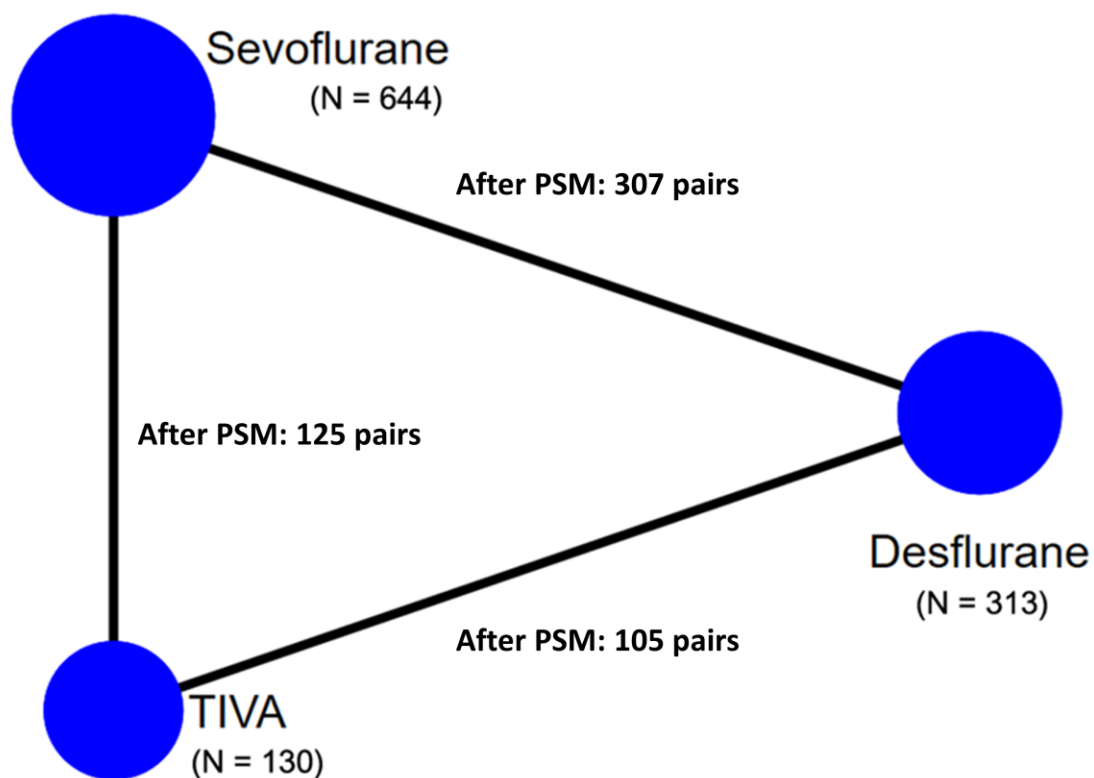 Sevoflurane
(N = 644)
After PSM: 307 pairs
After PSM: 125 pairs
Desflurane
(N = 313)
After PSM: 105 pairs
TIVA
(N = 130)